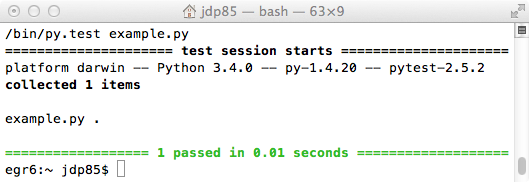 jdp85 — bash — 63×9
/bin/py.test example.py
===================== test session starts =====================
platform darwin -- Python 3.4.0 -- py-1.4.20 -- pytest-2.5.2
collected 1 items
example.py .
================== 1 passed in 0.01 seconds ===================
egr6:~ jdp85$